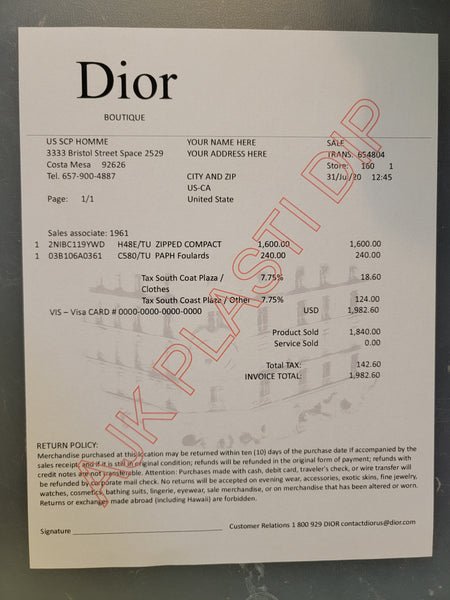 Dior
BOUTIQUE
US SCP HOMME YOUR NAME HERE SALE
3333 Bristol Street Space 2529 YOUR ADDRESS HERE TRANS. 654804
Costa Mesa 92626 Store: 160 1
Tel. 657-900-4887 CITY AND ZIP 31/Jul/20 12:45
US-CA
Page: 1/1 United State
Sales associate: 1961
1 2NIBC119YWD H48E/TU ZIPPED COMPACT 1,600.00 1,600.00
1 03B106A0361 C580/TU PAPH Foulards 240.00 240.00
Tax South Coat Plaza / 7.75% 18.60
Clothes
Tax South Coast Plaza / Other 7.75% 124.00
VIS – Visa CARD # 0000-0000-0000-0000 USD 1,982.60
Product Sold 1,840.00
Service Sold 0.00
Total TAX: 142.60
INVOICE TOTAL: 1,982.60
RETURN POLICY:
Merchandise purchased at this location may be returned within ten (10) days of the purchase date if accompanied by the
sales receipt, and if it is still in original condition; refunds will be refunded in the original form of payment; refunds with
credit notes are not transferable. Attention: Purchases made with cash, debit card, traveler's check, or wire transfer will
be refunded by corporate mail check. No returns will be accepted on evening wear, accessories, exotic skins, fine jewelry,
watches, cosmetic, bathing suits, lingerie, eyewear, sale merchandise, or on merchandise that has been altered or worn.
Returns or exchanges made abroad (including Hawaii) are forbidden.
Customer Relations 1 800 929 DIOR contactdiorus@dior.com
Signature
AJK PLASTI DIP